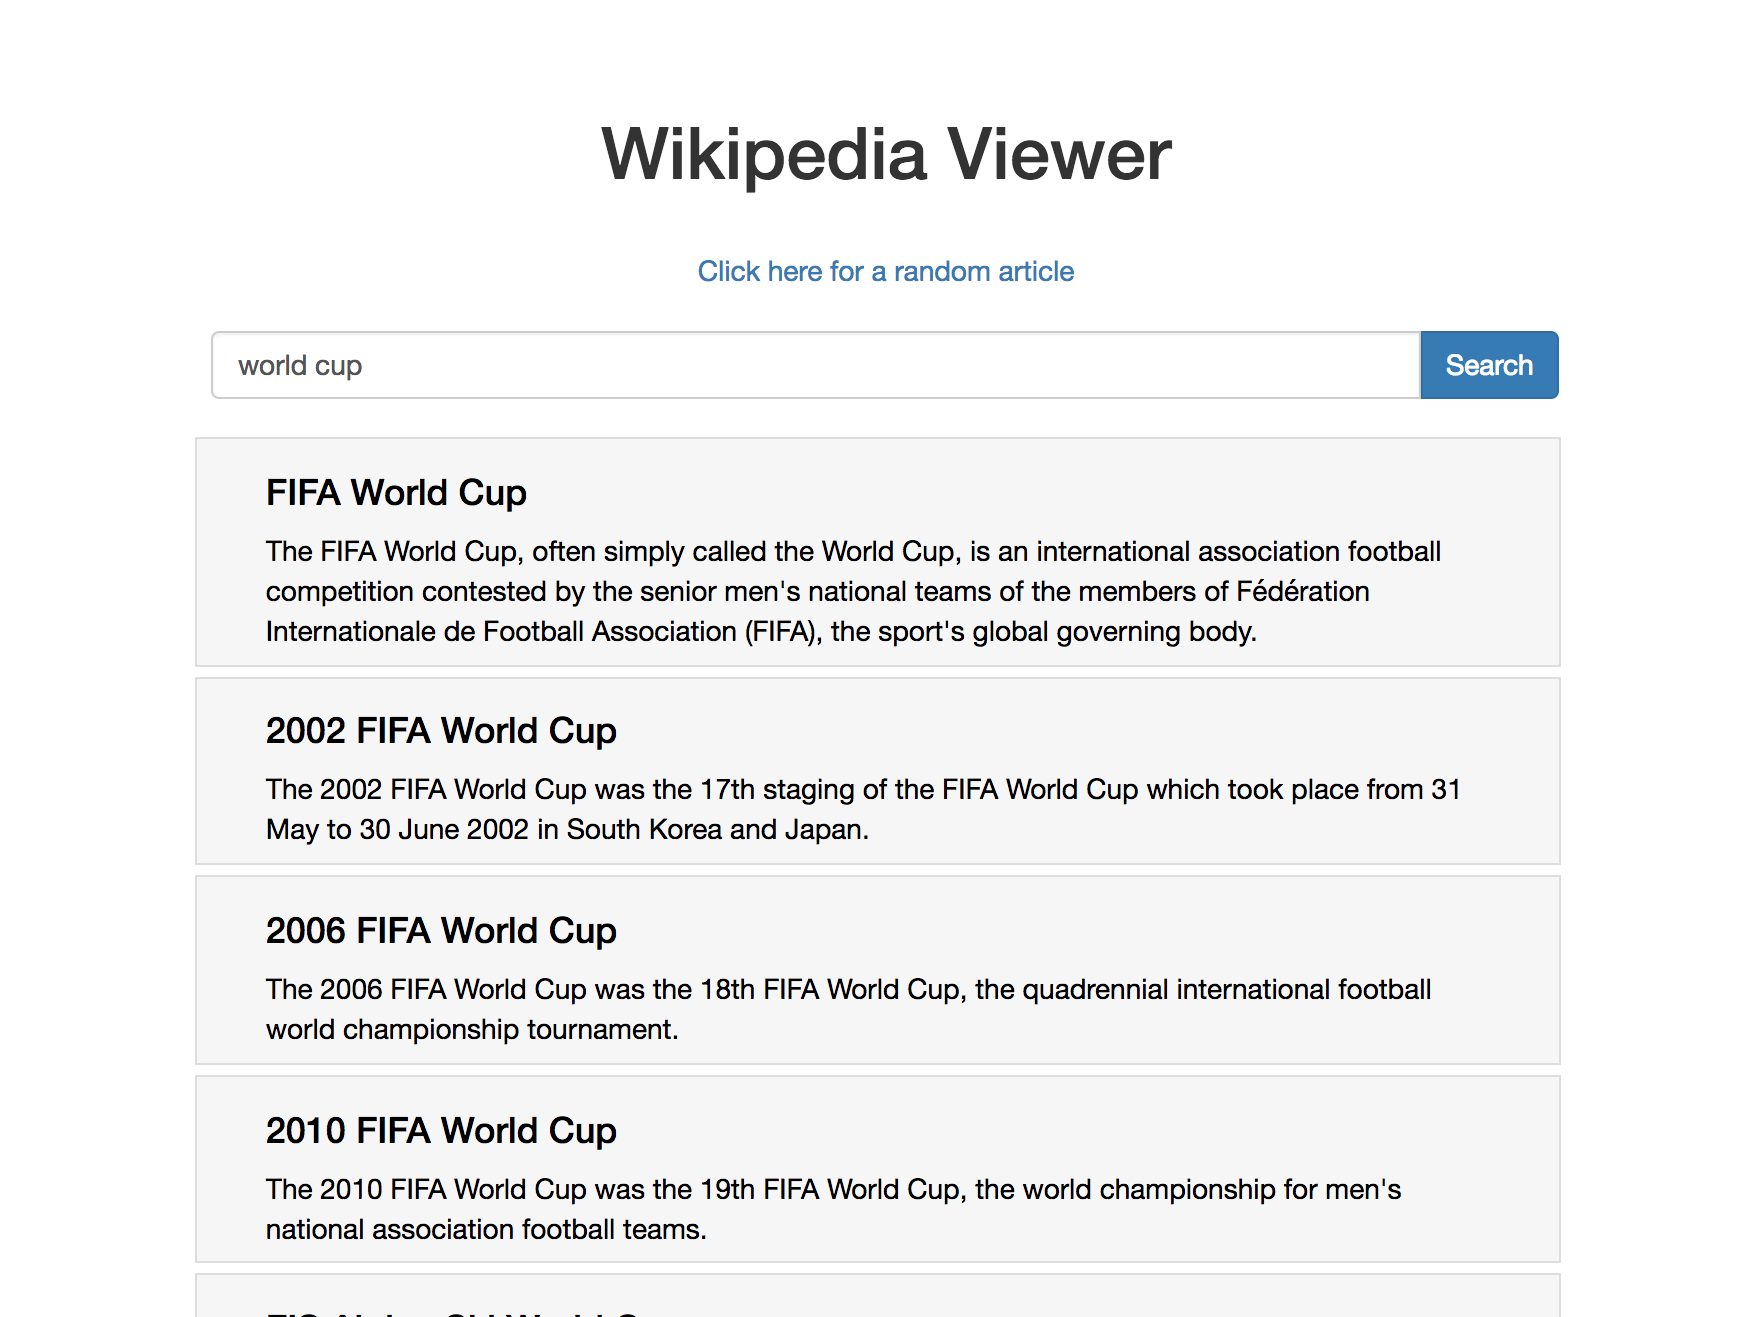 Wikipedia Viewer
Click here for a random article
world cup
Search
FIFA World Cup
The FIFA World Cup, often simply called the World Cup, is an international association football
competition contested by the senior men's national teams of the members of Fédération
Internationale de Football Association (FIFA), the sport's global governing body.
2002 FIFA World Cup
The 2002 FIFA World Cup was the 17th staging of the FIFA World Cup which took place from 31
May to 30 June 2002 in South Korea and Japan.
2006 FIFA World Cup
The 2006 FIFA World Cup was the 18th FIFA World Cup, the quadrennial international football
world championship tournament.
2010 FIFA World Cup
The 2010 FIFA World Cup was the 19th FIFA World Cup, the world championship for men's
national association football teams.